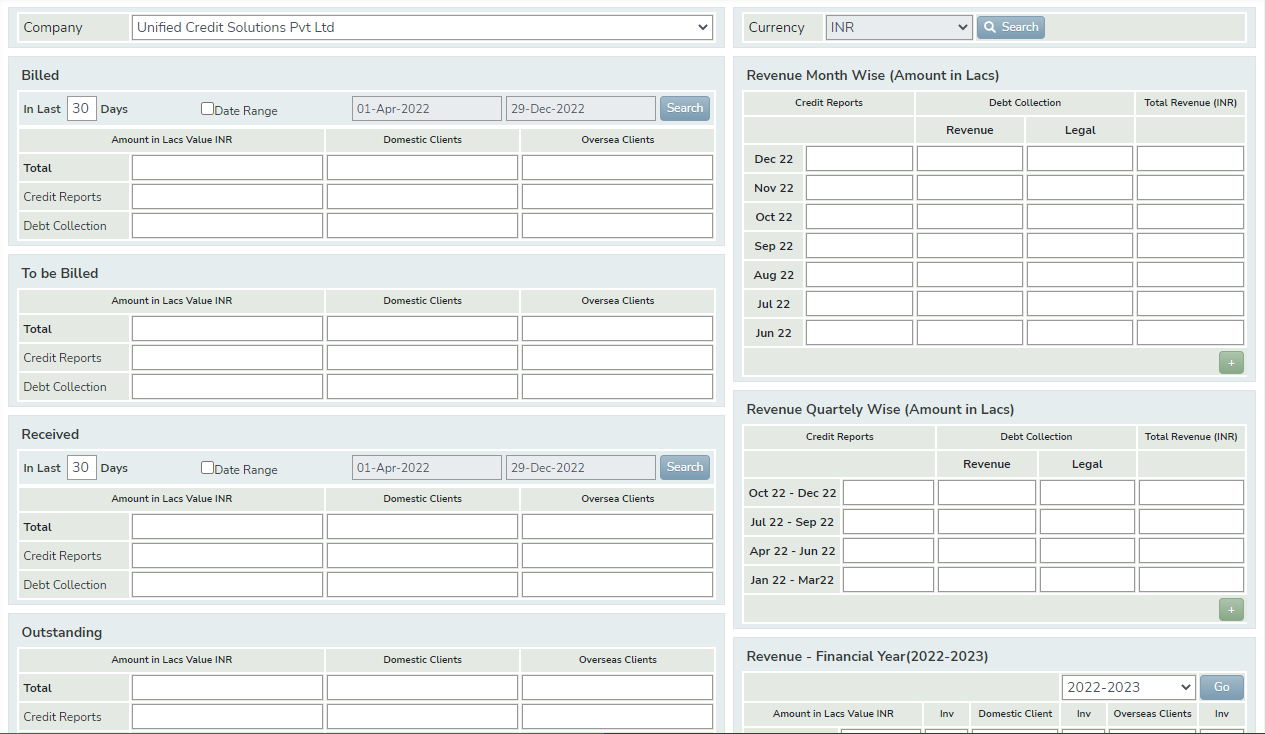 Company Unified Credit Solutions Pvt Ltd
Billed
In Last 30 Days Date Range 01-Apr-2022 29-Dec-2022 Search
Amount in Lacs Value INR Domestic Clients Oversea Clients
Total
Credit Reports
Debt Collection
To be Billed
Amount in Lacs Value INR Domestic Clients Oversea Clients
Total
Credit Reports
Debt Collection
Received
In Last 30 Days Date Range 01-Apr-2022 29-Dec-2022 Search
Amount in Lacs Value INR Domestic Clients Oversea Clients
Total
Credit Reports
Debt Collection
Outstanding
Amount in Lacs Value INR Domestic Clients Overseas Clients
Total
Credit Reports
Currency INR Search
Revenue Month Wise (Amount in Lacs)
Credit Reports Debt Collection Total Revenue (INR)
Revenue Legal
Dec 22
Nov 22
Oct 22
Sep 22
Aug 22
Jul 22
Jun 22
+
Revenue Quartely Wise (Amount in Lacs)
Credit Reports Debt Collection Total Revenue (INR)
Revenue Legal
Oct 22 - Dec 22
Jul 22 - Sep 22
Apr 22 - Jun 22
Jan 22 - Mar22
+
Revenue - Financial Year(2022-2023)
2022-2023 Go
Amount in Lacs Value INR Inv Domestic Client Inv Overseas Clients Inv